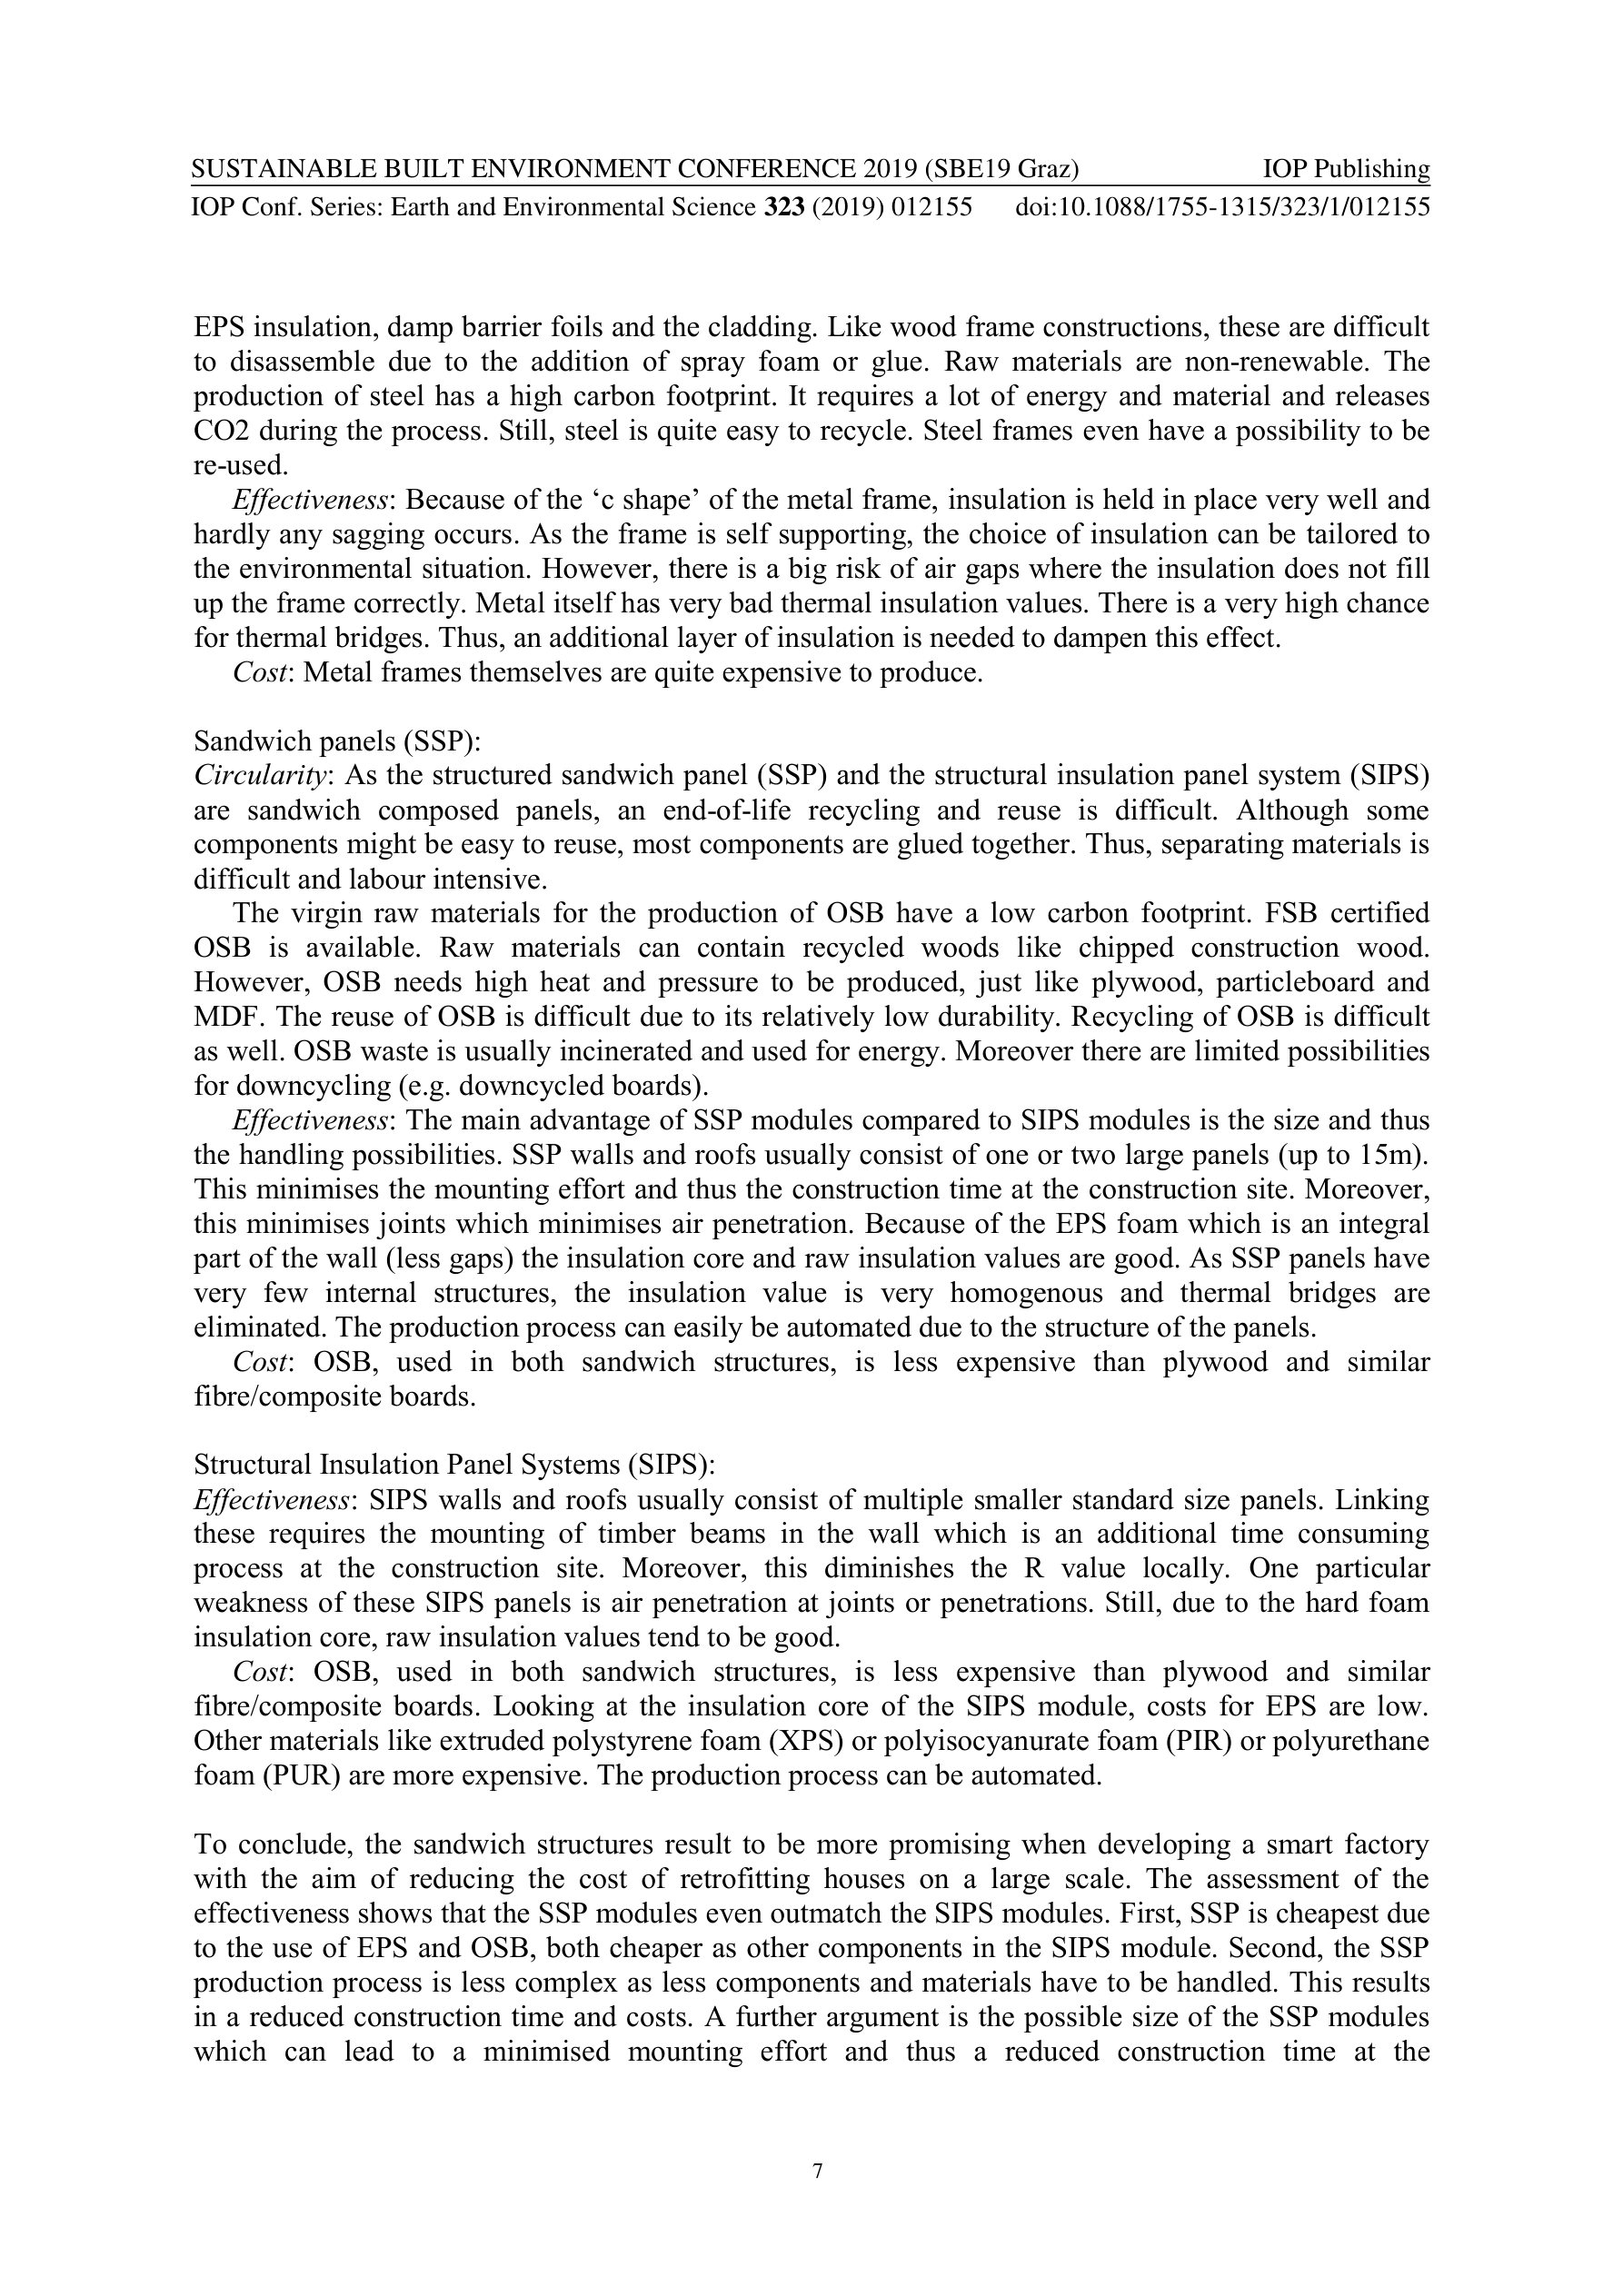 SUSTAINABLE BUILT ENVIRONMENT CONFERENCE 2019 (SBE19 Graz) IOP Publishing
IOP Conf. Series: Earth and Environmental Science 323 (2019) 012155 doi:10.1088/1755-1315/323/1/012155
EPS insulation, damp barrier foils and the cladding. Like wood frame constructions, these are difficult
to disassemble due to the addition of spray foam or glue. Raw materials are non-renewable. The
production of steel has a high carbon footprint. It requires a lot of energy and material and releases
CO2 during the process. Still, steel is quite easy to recycle. Steel frames even have a possibility to be
re-used.
Effectiveness: Because of the ‘c shape’ of the metal frame, insulation is held in place very well and
hardly any sagging occurs. As the frame is self supporting, the choice of insulation can be tailored to
the environmental situation. However, there is a big risk of air gaps where the insulation does not fill
up the frame correctly. Metal itself has very bad thermal insulation values. There is a very high chance
for thermal bridges. Thus, an additional layer of insulation is needed to dampen this effect.
Cost: Metal frames themselves are quite expensive to produce.
Sandwich panels (SSP):
Circularity: As the structured sandwich panel (SSP) and the structural insulation panel system (SIPS)
are sandwich composed panels, an end-of-life recycling and reuse is difficult. Although some
components might be easy to reuse, most components are glued together. Thus, separating materials is
difficult and labour intensive.
The virgin raw materials for the production of OSB have a low carbon footprint. FSB certified
OSB is available. Raw materials can contain recycled woods like chipped construction wood.
However, OSB needs high heat and pressure to be produced, just like plywood, particleboard and
MDF. The reuse of OSB is difficult due to its relatively low durability. Recycling of OSB is difficult
as well. OSB waste is usually incinerated and used for energy. Moreover there are limited possibilities
for downcycling (e.g. downcycled boards).
Effectiveness: The main advantage of SSP modules compared to SIPS modules is the size and thus
the handling possibilities. SSP walls and roofs usually consist of one or two large panels (up to 15m).
This minimises the mounting effort and thus the construction time at the construction site. Moreover,
this minimises joints which minimises air penetration. Because of the EPS foam which is an integral
part of the wall (less gaps) the insulation core and raw insulation values are good. As SSP panels have
very few internal structures, the insulation value is very homogenous and thermal bridges are
eliminated. The production process can easily be automated due to the structure of the panels.
Cost: OSB, used in both sandwich structures, is less expensive than plywood and similar
fibre/composite boards.
Structural Insulation Panel Systems (SIPS):
Effectiveness: SIPS walls and roofs usually consist of multiple smaller standard size panels. Linking
these requires the mounting of timber beams in the wall which is an additional time consuming
process at the construction site. Moreover, this diminishes the R value locally. One particular
weakness of these SIPS panels is air penetration at joints or penetrations. Still, due to the hard foam
insulation core, raw insulation values tend to be good.
Cost: OSB, used in both sandwich structures, is less expensive than plywood and similar
fibre/composite boards. Looking at the insulation core of the SIPS module, costs for EPS are low.
Other materials like extruded polystyrene foam (XPS) or polyisocyanurate foam (PIR) or polyurethane
foam (PUR) are more expensive. The production process can be automated.
To conclude, the sandwich structures result to be more promising when developing a smart factory
with the aim of reducing the cost of retrofitting houses on a large scale. The assessment of the
effectiveness shows that the SSP modules even outmatch the SIPS modules. First, SSP is cheapest due
to the use of EPS and OSB, both cheaper as other components in the SIPS module. Second, the SSP
production process is less complex as less components and materials have to be handled. This results
in a reduced construction time and costs. A further argument is the possible size of the SSP modules
which can lead to a minimised mounting effort and thus a reduced construction time at the
7